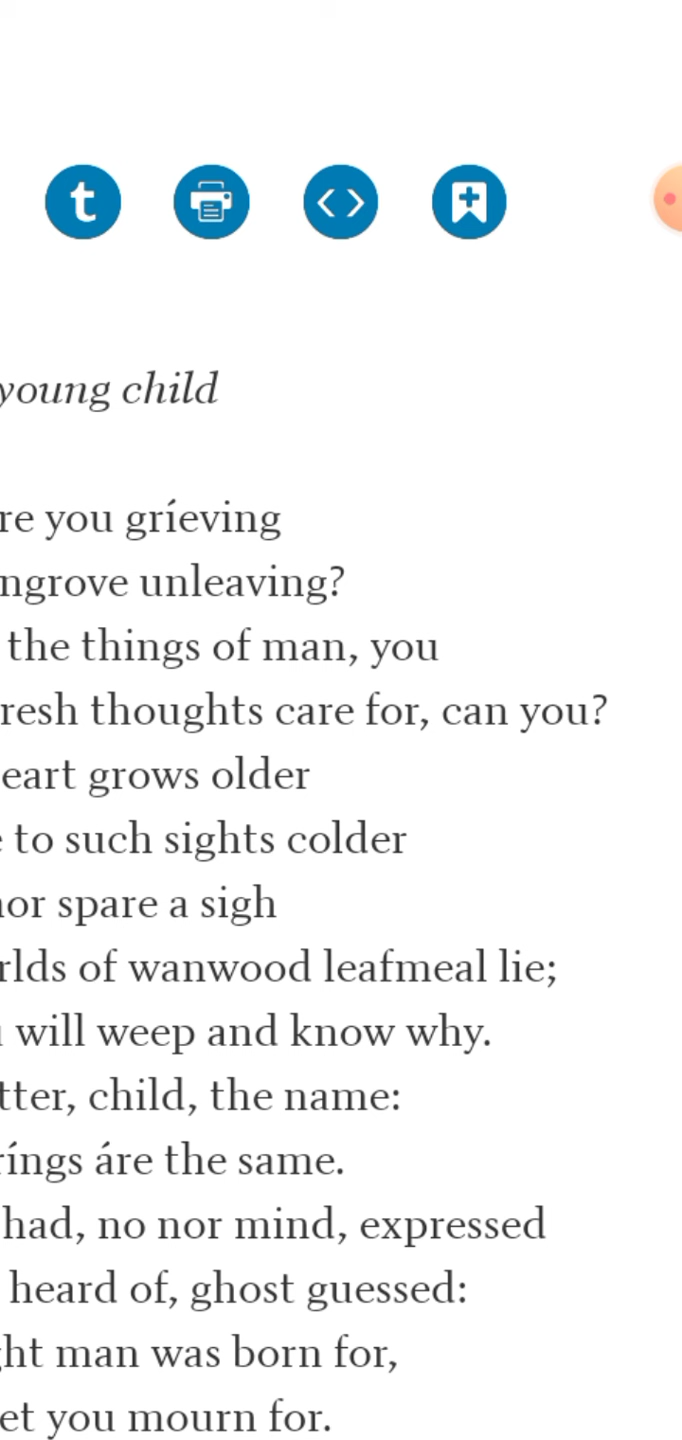 t
young child
re you gríeving
ngrove unleaving?
the things of man, you
resh thoughts care for, can you?
eart grows older
e to such sights colder
nor spare a sigh
rlds of wanwood leafmeal lie;
u will weep and know why.
tter, child, the name:
ríngs áre the same.
had, no nor mind, expressed
heard of, ghost guessed:
ght man was born for,
et you mourn for.